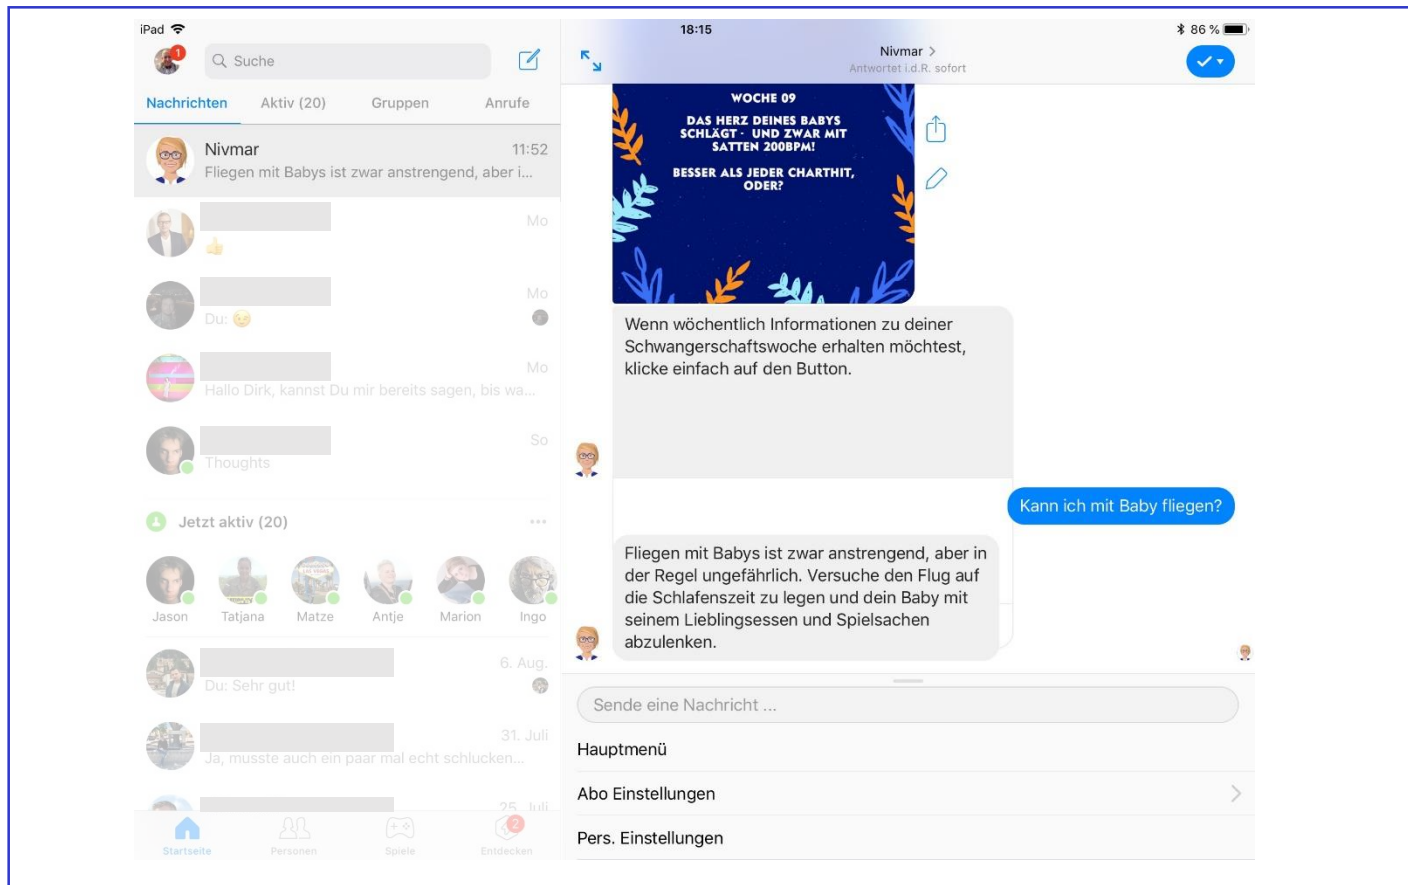 iPad
18:15
86 %
1
Suche
Nachrichten
Aktiv (20)
Gruppen
Anrufe
Nivmar
11:52
Fliegen mit Babys ist zwar anstrengend, aber i...
Mo
Mo
Du: 😉
Mo
Hallo Dirk, kannst Du mir bereits sagen, bis wa...
So
Thoughts
Jetzt aktiv (20)
Jason
Tatjana
Matze
Antje
Marion
Ingo
6. Aug.
Du: Sehr gut!
31. Juli
Ja, musste auch ein paar mal echt schlucken...
25. Juli
2
Startseite
Personen
Spiele
Entdecken
Nivmar >
Antwortet i.d.R. sofort
WOCHE 09
DAS HERZ DEINES BABYS
SCHLÄGT - UND ZWAR MIT
SATTEN 200BPM!
BESSER ALS JEDER CHARTHIT,
ODER?
Wenn wöchentlich Informationen zu deiner
Schwangerschaftswoche erhalten möchtest,
klicke einfach auf den Button.
Kann ich mit Baby fliegen?
Fliegen mit Babys ist zwar anstrengend, aber in
der Regel ungefährlich. Versuche den Flug auf
die Schlafenszeit zu legen und dein Baby mit
seinem Lieblingsessen und Spielsachen
abzulenken.
Sende eine Nachricht ...
Hauptmenü
Abo Einstellungen
Pers. Einstellungen